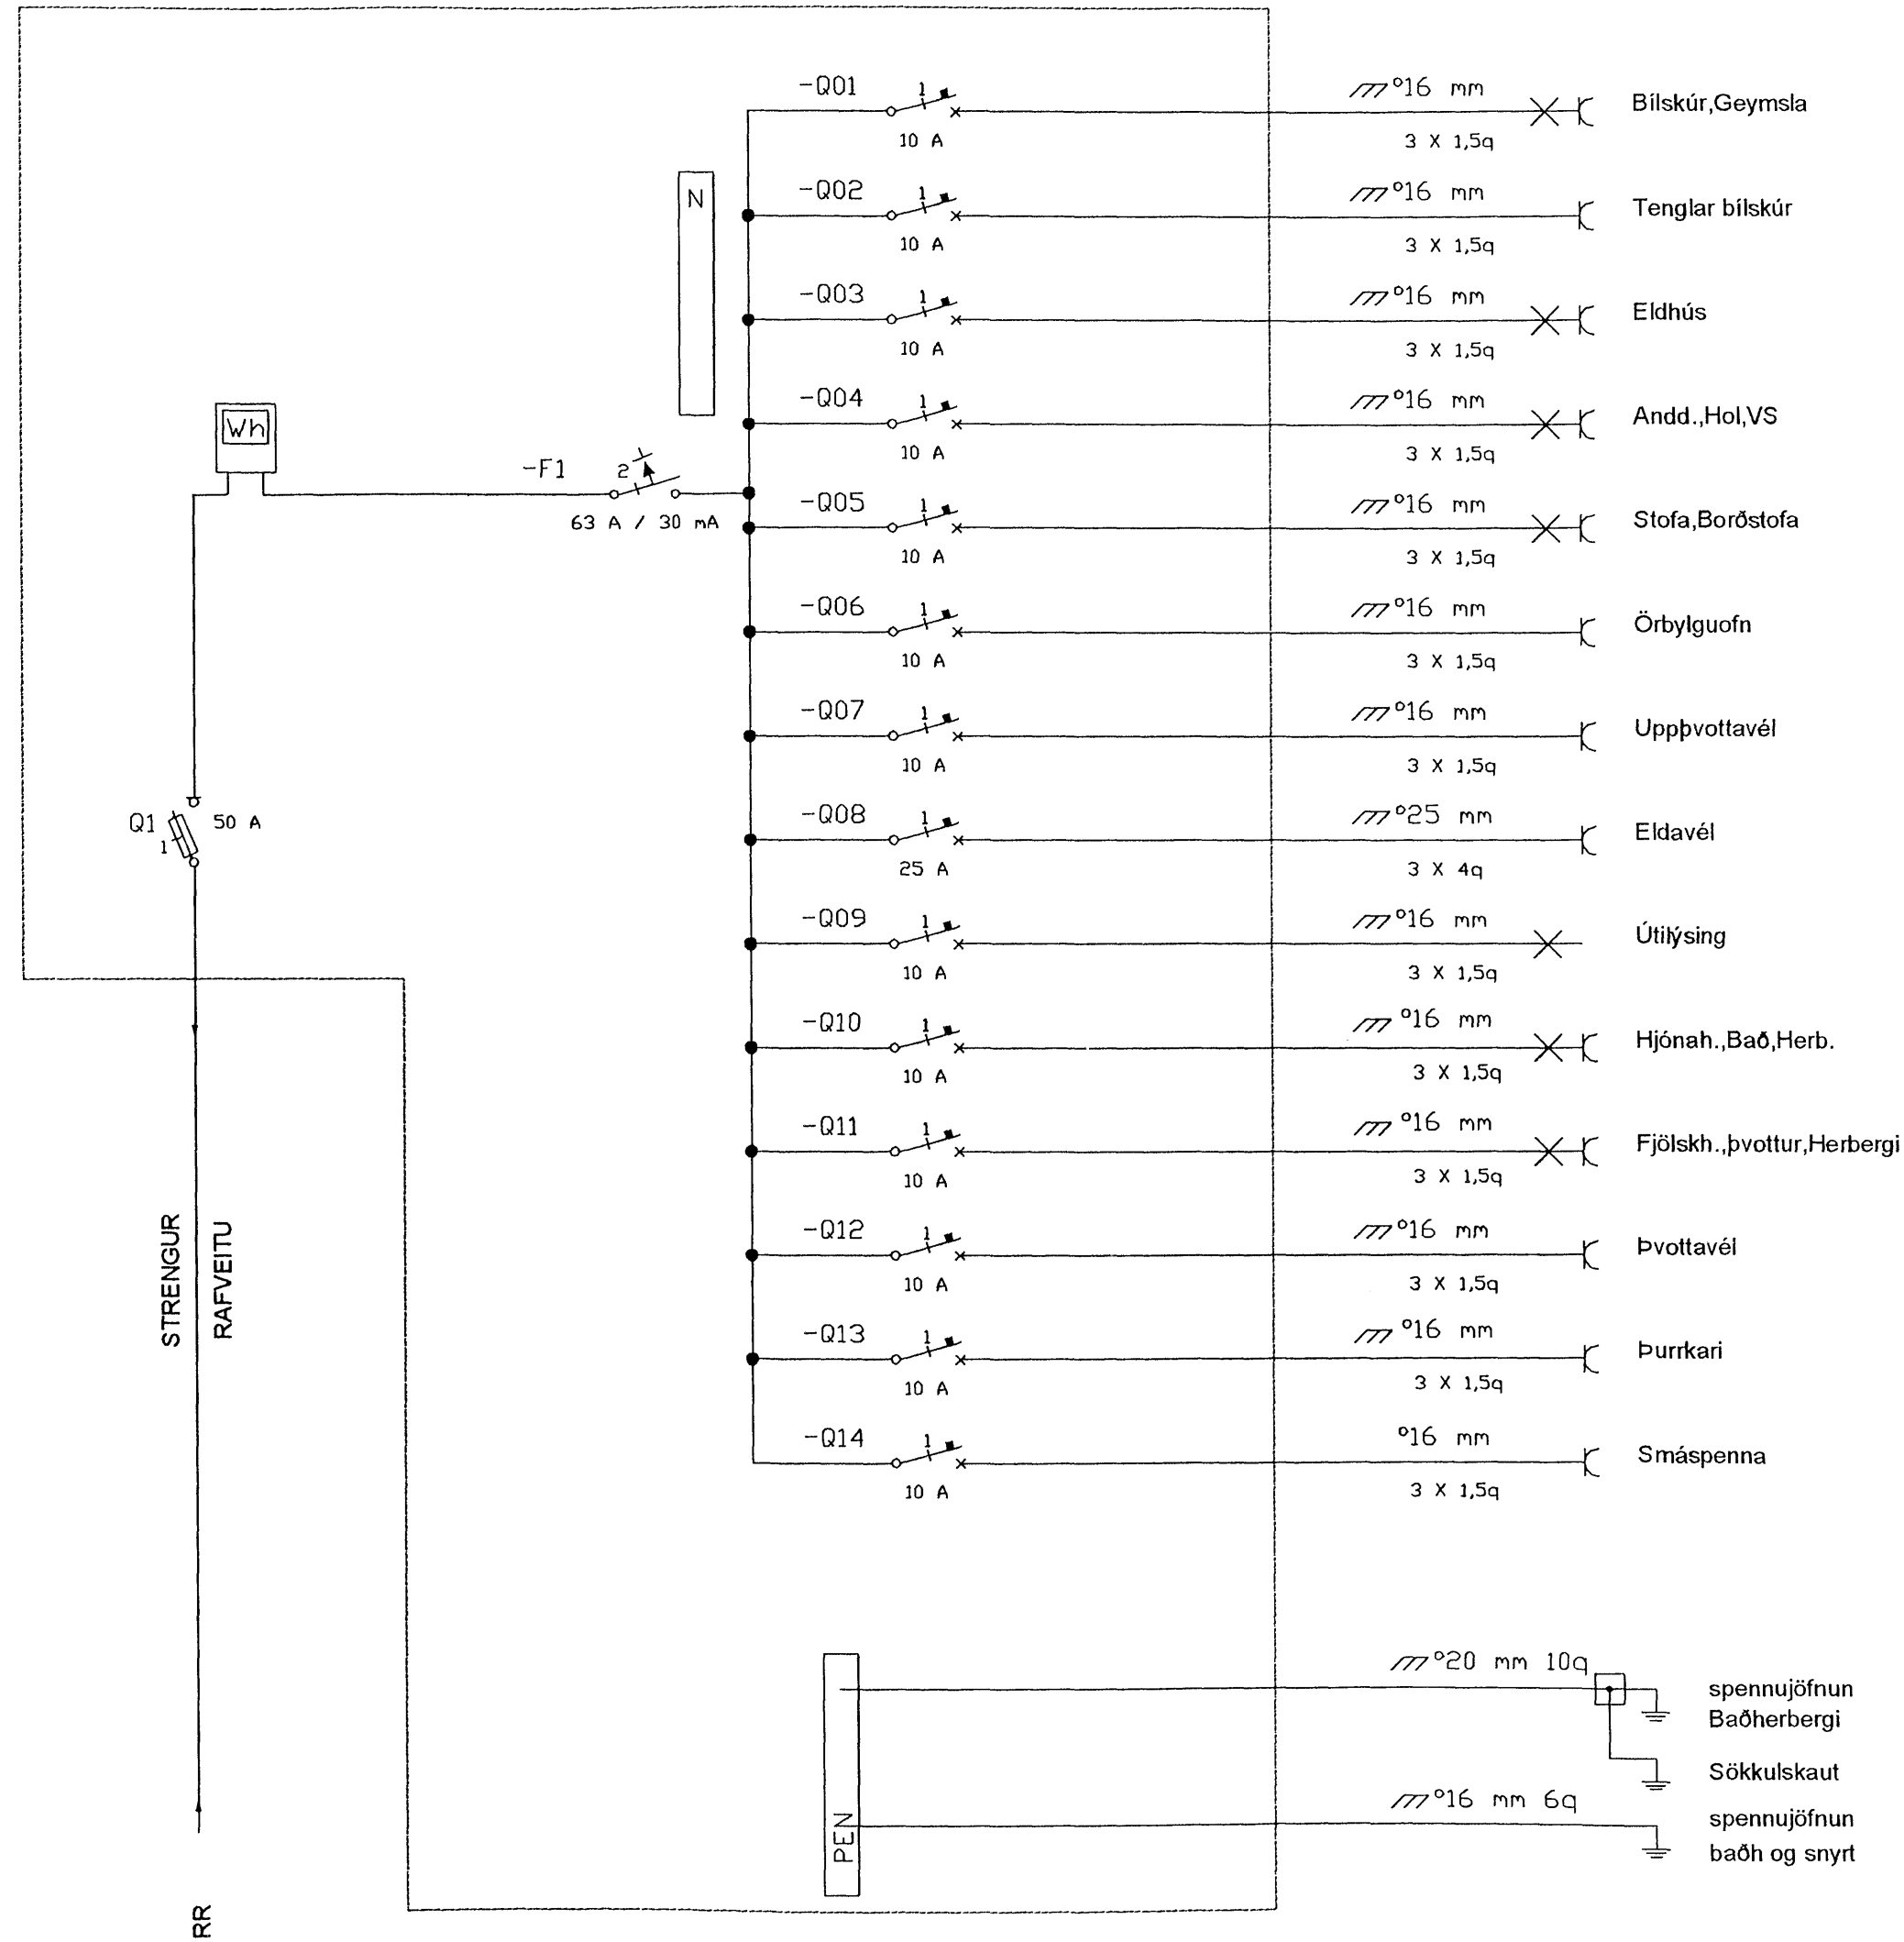 -Q01 1 10 A °16 mm 3 X 1,5q Bílskúr,Geymsla
N
-Q02 1 10 A °16 mm 3 X 1,5q Tenglar bílskúr
-Q03 1 10 A °16 mm 3 X 1,5q Eldhús
-Q04 1 10 A °16 mm 3 X 1,5q Andd.,Hol,VS
Wh
-F1 2 63 A / 30 mA
-Q05 1 10 A °16 mm 3 X 1,5q Stofa,Borðstofa
-Q06 1 10 A °16 mm 3 X 1,5q Örbylguofn
-Q07 1 10 A °16 mm 3 X 1,5q Uppþvottavél
Q1 1 50 A
-Q08 1 25 A °25 mm 3 X 4q Eldavél
-Q09 1 10 A °16 mm 3 X 1,5q Útilýsing
-Q10 1 10 A °16 mm 3 X 1,5q Hjónah.,Bað,Herb.
-Q11 1 10 A °16 mm 3 X 1,5q Fjölskh.,þvottur,Herbergi
-Q12 1 10 A °16 mm 3 X 1,5q Þvottavél
-Q13 1 10 A °16 mm 3 X 1,5q Þurrkari
-Q14 1 10 A °16 mm 3 X 1,5q Smáspenna
STRENGUR
RAFVEITU
RR
PEN
°20 mm 10q
spennujöfnun
Baðherbergi
Sökkulskaut
°16 mm 6q
spennujöfnun
baðh og snyrt